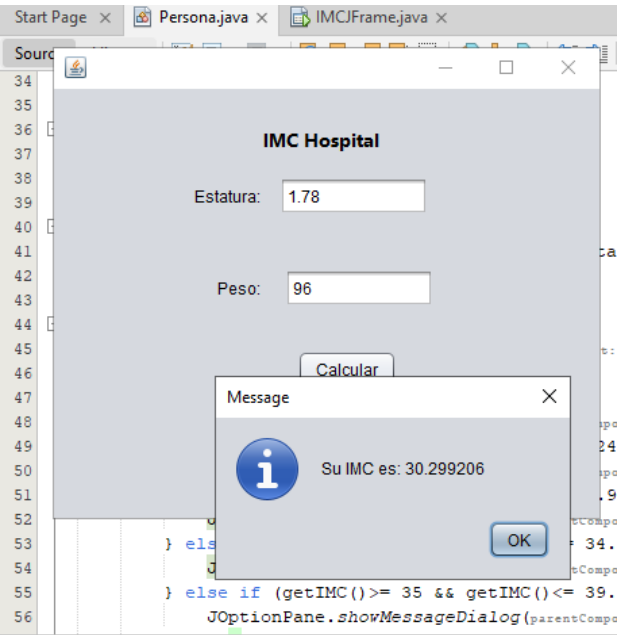 Start Page × Persona.java × IMCJFrame.java ×
34
35
36
37
38
39
40
41
42
43
44
45
46
47
48
49
50
51
52
53 } els 34.
54 J
55 } else if (getIMC()>= 35 && getIMC()<= 39.
56 JOptionPane.showMessageDialog(parentCompo
IMC Hospital
Estatura: 1.78
Peso: 96
Calcular
Message
Su IMC es: 30.299206
OK